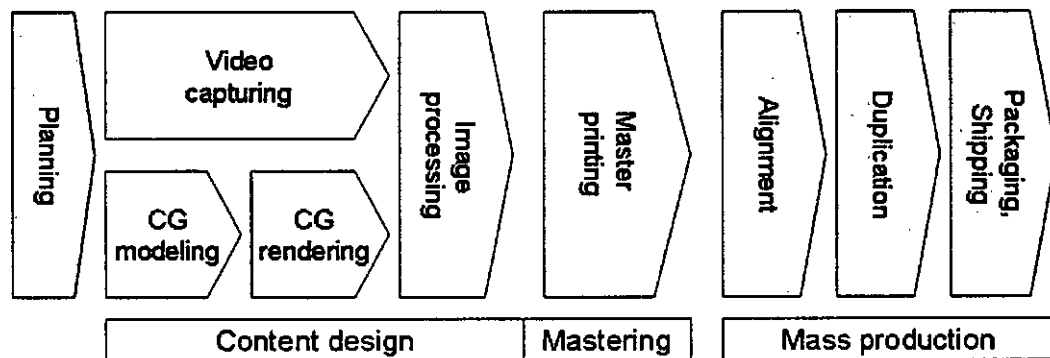 Planning
Video
capturing
CG
modeling
CG
rendering
Image
processing
Master
printing
Alignment
Duplication
Packaging,
Shipping
Content design
Mastering
Mass production